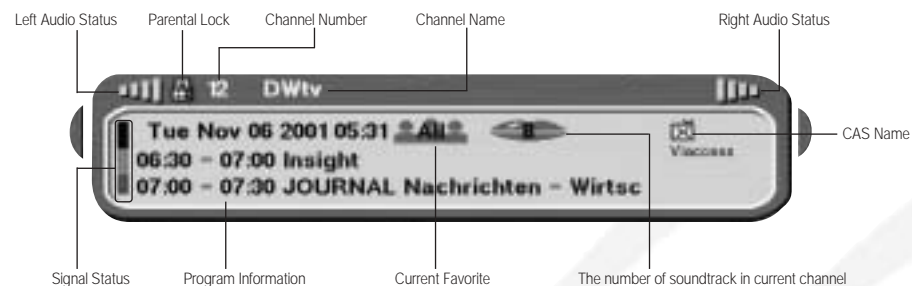 Left Audio Status Parental Lock Channel Number Channel Name Right Audio Status
12 DWtv
Tue Nov 06 2001 05:31 All 8
CAS Name
Viaccess
06:30 - 07:00 Insight
07:00 - 07:30 JOURNAL Nachrichten - Wirtsc
Signal Status Program Information Current Favorite The number of soundtrack in current channel